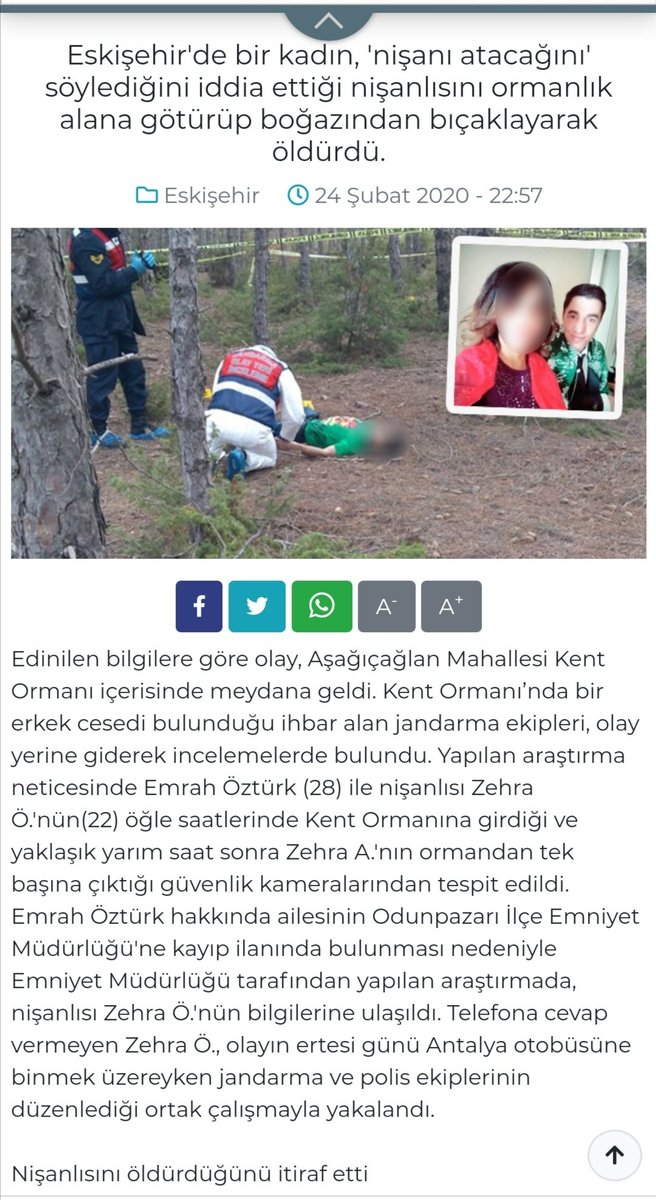 Eskişehir'de bir kadın, 'nişanı atacağını'
söylediğini iddia ettiği nişanlısını ormanlık
alana götürüp boğazından bıçaklayarak
öldürdü.
Eskişehir 24 Şubat 2020 - 22:57
JANDARMA
OLAY YERİ
İNCELEME
A-
A+
Edinilen bilgilere göre olay, Aşağıçağlan Mahallesi Kent
Ormanı içerisinde meydana geldi. Kent Ormanı’nda bir
erkek cesedi bulunduğu ihbar alan jandarma ekipleri, olay
yerine giderek incelemelerde bulundu. Yapılan araştırma
neticesinde Emrah Öztürk (28) ile nişanlısı Zehra
Ö.'nün(22) öğle saatlerinde Kent Ormanına girdiği ve
yaklaşık yarım saat sonra Zehra A.'nın ormandan tek
başına çıktığı güvenlik kameralarından tespit edildi.
Emrah Öztürk hakkında ailesinin Odunpazarı İlçe Emniyet
Müdürlüğü'ne kayıp ilanında bulunması nedeniyle
Emniyet Müdürlüğü tarafından yapılan araştırmada,
nişanlısı Zehra Ö.'nün bilgilerine ulaşıldı. Telefona cevap
vermeyen Zehra Ö., olayın ertesi günü Antalya otobüsüne
binmek üzereyken jandarma ve polis ekiplerinin
düzenlediği ortak çalışmayla yakalandı.
Nişanlısını öldürdüğünü itiraf etti